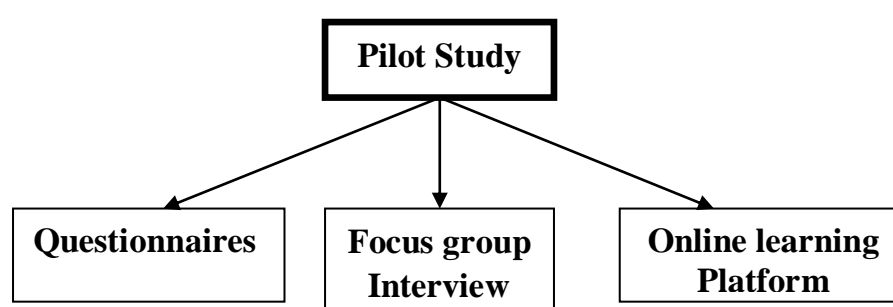 Pilot Study
Questionnaires
Focus group
Interview
Online learning
Platform